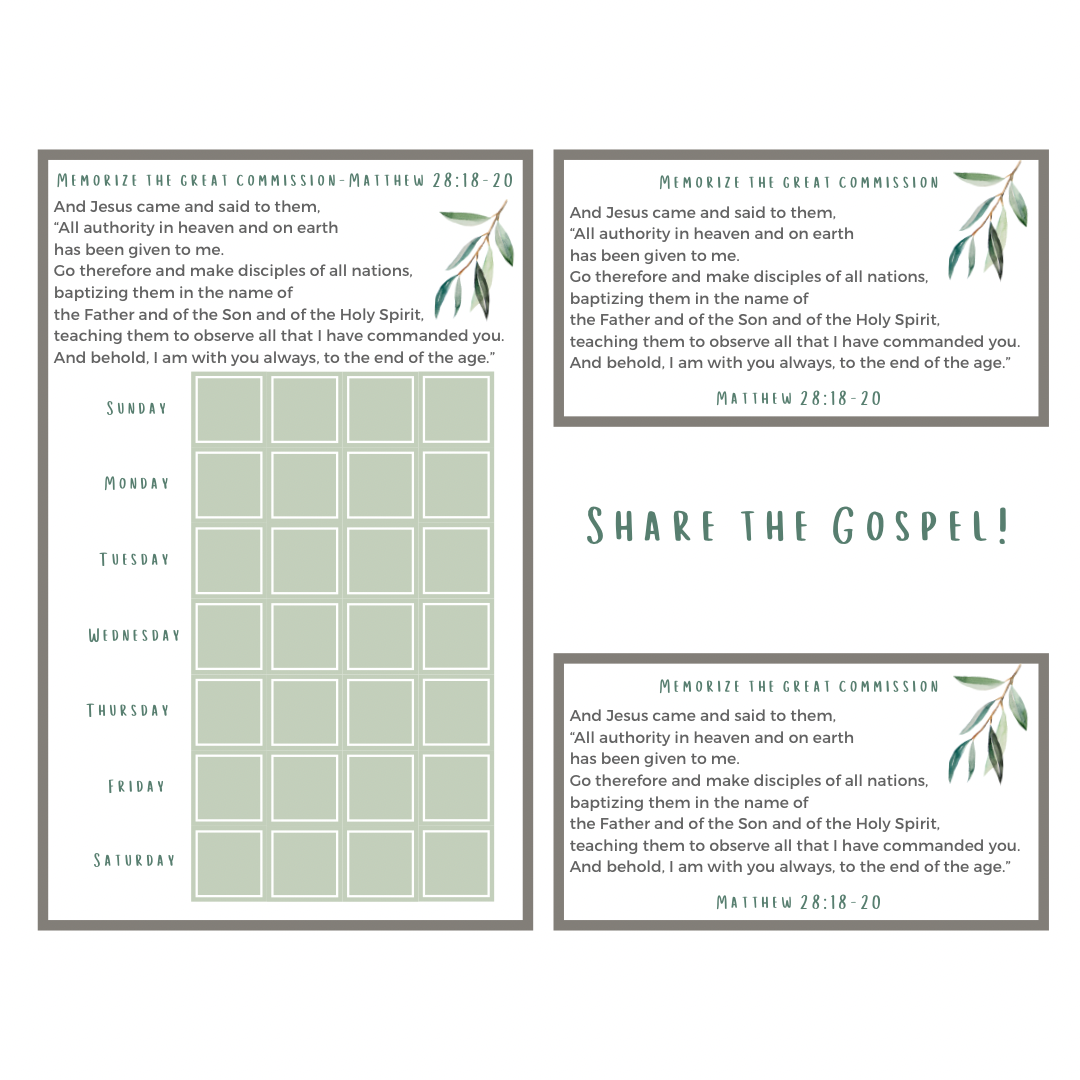 Memorize the great commission-Matthew 28:18-20
And Jesus came and said to them,
“All authority in heaven and on earth
has been given to me.
Go therefore and make disciples of all nations,
baptizing them in the name of
the Father and of the Son and of the Holy Spirit,
teaching them to observe all that I have commanded you.
And behold, I am with you always, to the end of the age.”
Sunday
Monday
Tuesday
Wednesday
Thursday
Friday
Saturday
Memorize the great commission
And Jesus came and said to them,
“All authority in heaven and on earth
has been given to me.
Go therefore and make disciples of all nations,
baptizing them in the name of
the Father and of the Son and of the Holy Spirit,
teaching them to observe all that I have commanded you.
And behold, I am with you always, to the end of the age.”
Matthew 28:18-20
Share the Gospel!
Memorize the great commission
And Jesus came and said to them,
“All authority in heaven and on earth
has been given to me.
Go therefore and make disciples of all nations,
baptizing them in the name of
the Father and of the Son and of the Holy Spirit,
teaching them to observe all that I have commanded you.
And behold, I am with you always, to the end of the age.”
Matthew 28:18-20